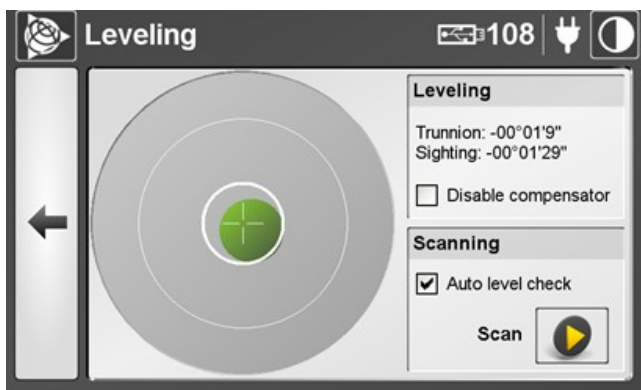 Leveling
108
Leveling
Trunnion: -00°01'9"
Sighting: -00°01'29"
Disable compensator
Scanning
Auto level check
Scan